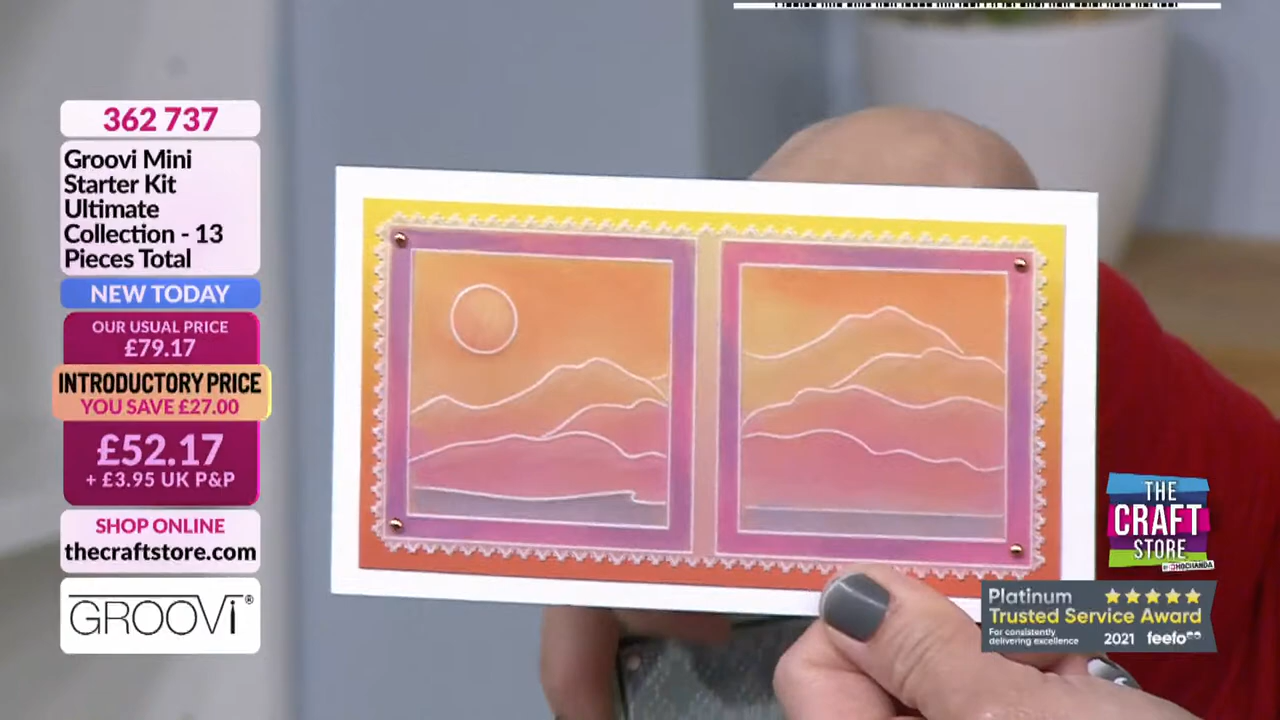 362 737
Groovi Mini
Starter Kit
Ultimate
Collection - 13
Pieces Total
NEW TODAY
OUR USUAL PRICE
£79.17
INTRODUCTORY PRICE
YOU SAVE £27.00
£52.17
+ £3.95 UK P&P
SHOP ONLINE
thecraftstore.com
GROOVi®
THE
CRAFT
STORE
BY HOCHANDA
Platinum
Trusted Service Award
For consistently
delivering excellence
2021 feefo